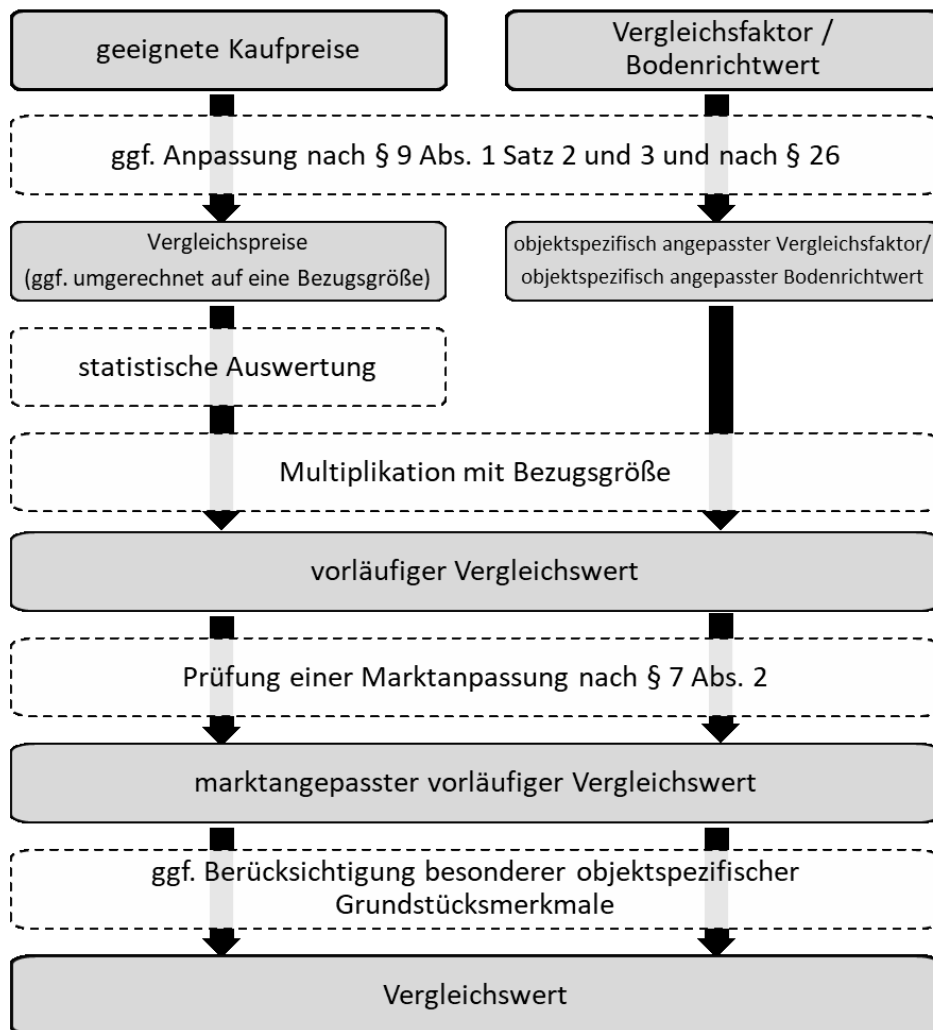 geeignete Kaufpreise
Vergleichsfaktor /
Bodenrichtwert
ggf. Anpassung nach § 9 Abs. 1 Satz 2 und 3 und nach § 26
Vergleichspreise
(ggf. umgerechnet auf eine Bezugsgröße)
objektspezifisch angepasster Vergleichsfaktor/
objektspezifisch angepasster Bodenrichtwert
statistische Auswertung
Multiplikation mit Bezugsgröße
vorläufiger Vergleichswert
Prüfung einer Marktanpassung nach § 7 Abs. 2
marktangepasster vorläufiger Vergleichswert
ggf. Berücksichtigung besonderer objektspezifischer
Grundstücksmerkmale
Vergleichswert